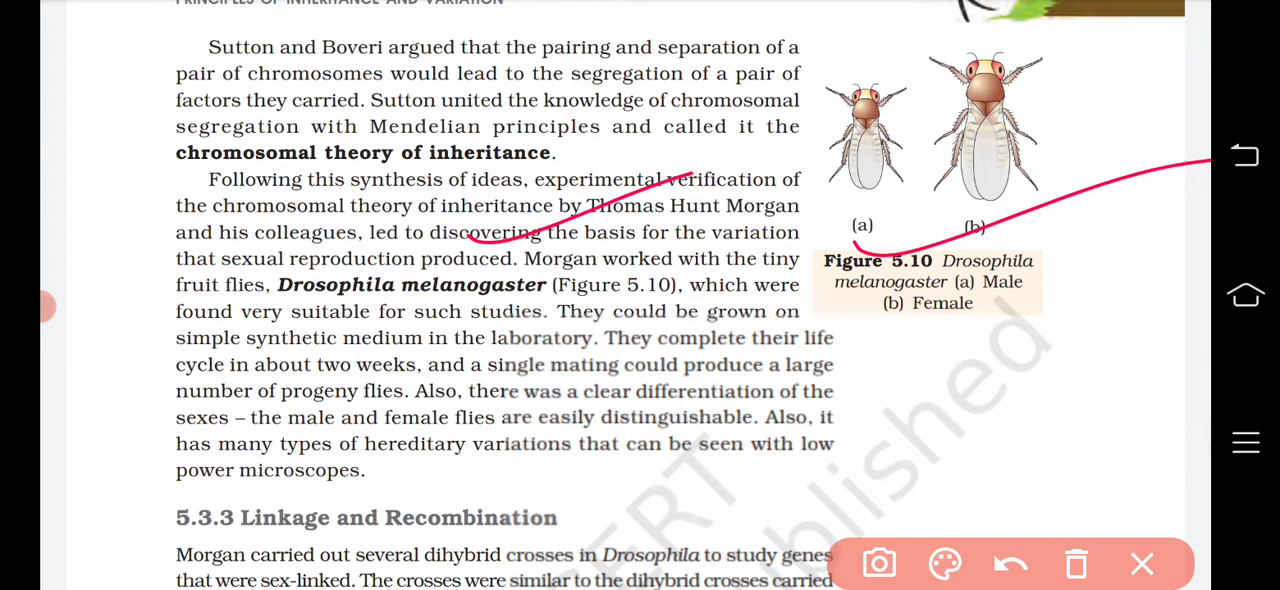 PRINCIPLES OF INHERITANCE AND VARIATION
Sutton and Boveri argued that the pairing and separation of a
pair of chromosomes would lead to the segregation of a pair of
factors they carried. Sutton united the knowledge of chromosomal
segregation with Mendelian principles and called it the
chromosomal theory of inheritance.
Following this synthesis of ideas, experimental verification of
the chromosomal theory of inheritance by Thomas Hunt Morgan
and his colleagues, led to discovering the basis for the variation
that sexual reproduction produced. Morgan worked with the tiny
fruit flies, Drosophila melanogaster (Figure 5.10), which were
found very suitable for such studies. They could be grown on
simple synthetic medium in the laboratory. They complete their life
cycle in about two weeks, and a single mating could produce a large
number of progeny flies. Also, there was a clear differentiation of the
sexes – the male and female flies are easily distinguishable. Also, it
has many types of hereditary variations that can be seen with low
power microscopes.
(a) (b)
Figure 5.10 Drosophila
melanogaster (a) Male
(b) Female
5.3.3 Linkage and Recombination
Morgan carried out several dihybrid crosses in Drosophila to study genes
that were sex-linked. The crosses were similar to the dihybrid crosses carried